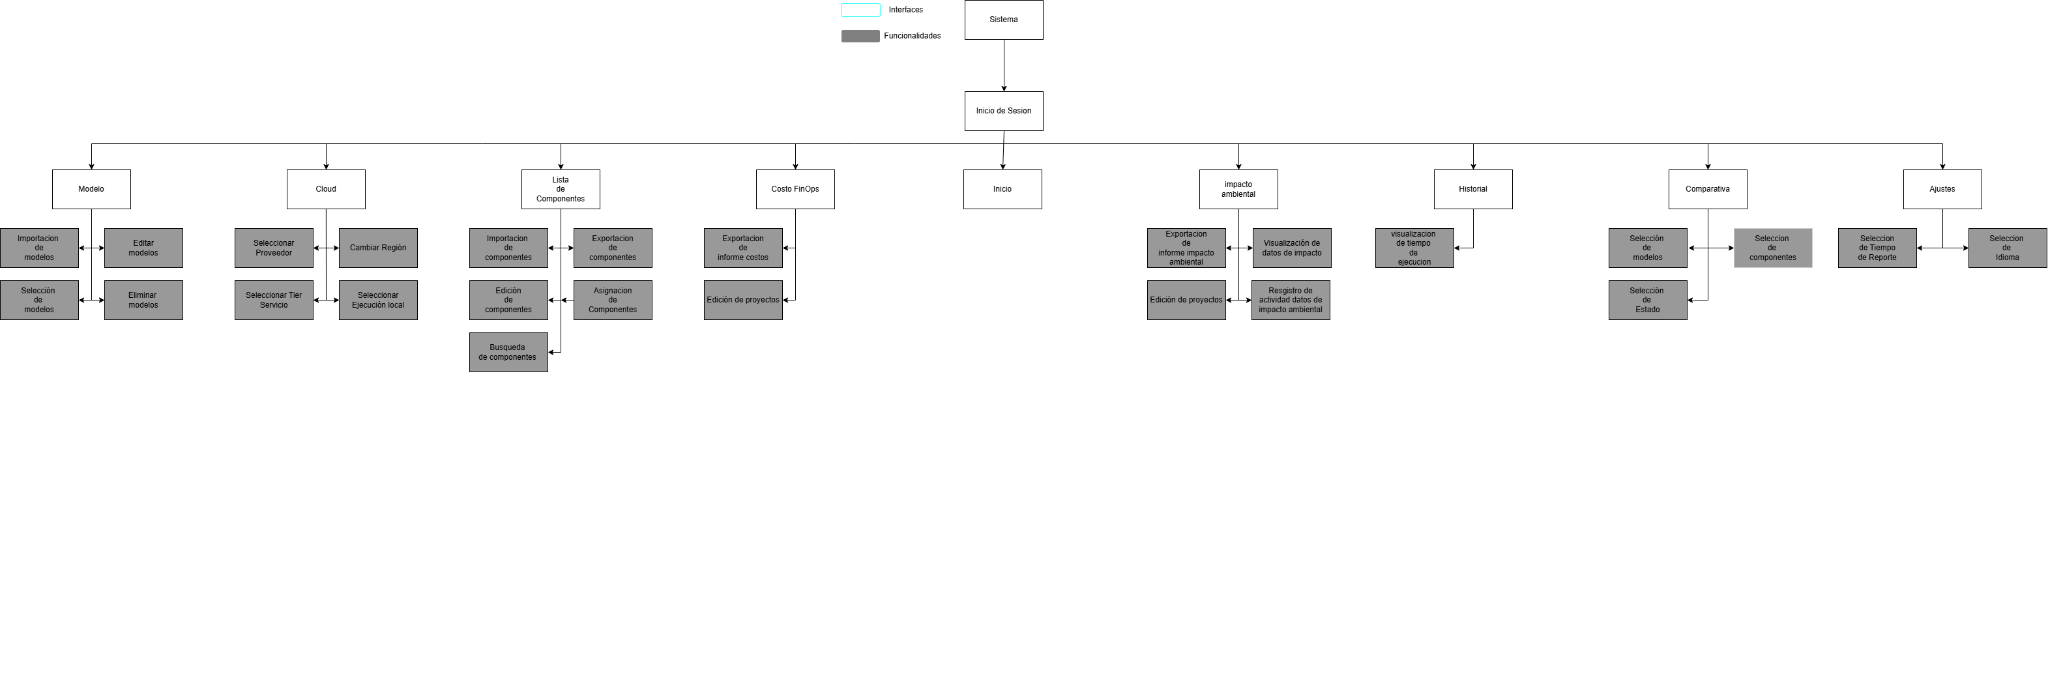 Interfaces
Funcionalidades
Sistema
Inicio de Sesion
Modelo
Cloud
Lista
de
Componentes
Costo FinOps
Inicio
impacto
ambiental
Historial
Comparativa
Ajustes
Importacion
de
modelos
Editar
modelos
Selección
de
modelos
Eliminar
modelos
Seleccionar
Proveedor
Cambiar Región
Seleccionar Tier
Servicio
Seleccionar
Ejecución local
Importacion
de
componentes
Exportacion
de
componentes
Edición
de
componentes
Asignacion
de
Componentes
Busqueda
de componentes
Exportacion
de
informe costos
Edición de proyectos
Exportacion
de
informe impacto
ambiental
Visualización de
datos de impacto
Edición de proyectos
Resgistro de
actividad datos de
impacto ambiental
visualizacion
de tiempo
de
ejecucion
Selección
de
modelos
Seleccion
de
componentes
Selección
de
Estado
Seleccion
de Tiempo
de Reporte
Seleccion
de
Idioma